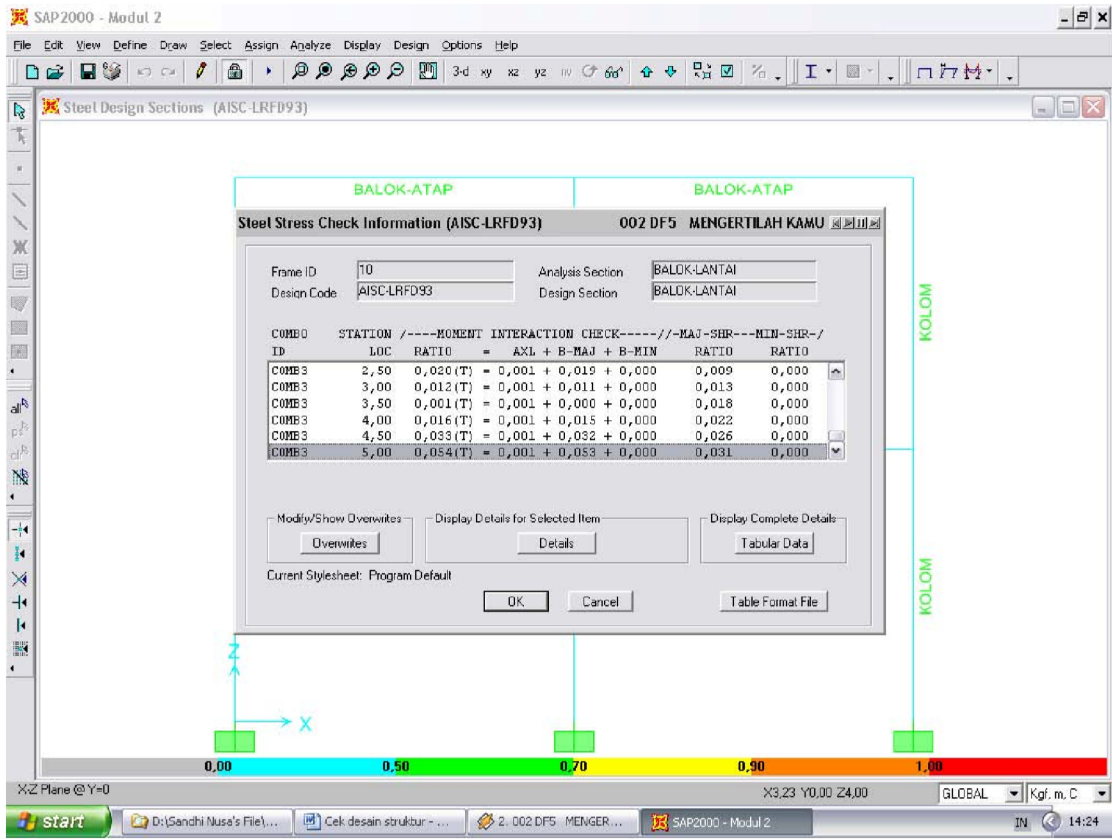 SAP2000 - Modul 2
File Edit View Define Draw Select Assign Analyze Display Design Options Help
3-d xy xz yz nv
Steel Design Sections (AISC-LRFD93)
BALOK-ATAP BALOK-ATAP
Steel Stress Check Information (AISC-LRFD93) 002 DF5 MENGERTILAH KAMU
Frame ID 10 Analysis Section BALOK-LANTAI
Design Code AISC-LRFD93 Design Section BALOK-LANTAI
KOLOM
COMBO STATION /----MOMENT INTERACTION CHECK-----//-MAJ-SHR---MIN-SHR-/
ID LOC RATIO = AXL + B-MAJ + B-MIN RATIO RATIO
COMB3 2,50 0,020(T) = 0,001 + 0,019 + 0,000 0,009 0,000
COMB3 3,00 0,012(T) = 0,001 + 0,011 + 0,000 0,013 0,000
COMB3 3,50 0,001(T) = 0,001 + 0,000 + 0,000 0,018 0,000
COMB3 4,00 0,016(T) = 0,001 + 0,015 + 0,000 0,022 0,000
COMB3 4,50 0,033(T) = 0,001 + 0,032 + 0,000 0,026 0,000
COMB3 5,00 0,054(T) = 0,001 + 0,053 + 0,000 0,031 0,000
Modify/Show Overwrites Display Details for Selected Item Display Complete Details
Overwrites Details Tabular Data
Current Stylesheet: Program Default
OK Cancel Table Format File
KOLOM
Z
X
0,00 0,50 0,70 0,90 1,00
X-Z Plane @ Y=0 X3,23 Y0,00 Z4,00 GLOBAL Kgf, m, C
start D:\Sandhi Nusa's File\... Cek desain struktur - ... 2. 002 DF5 MENGER... SAP2000 - Modul 2 IN 14:24